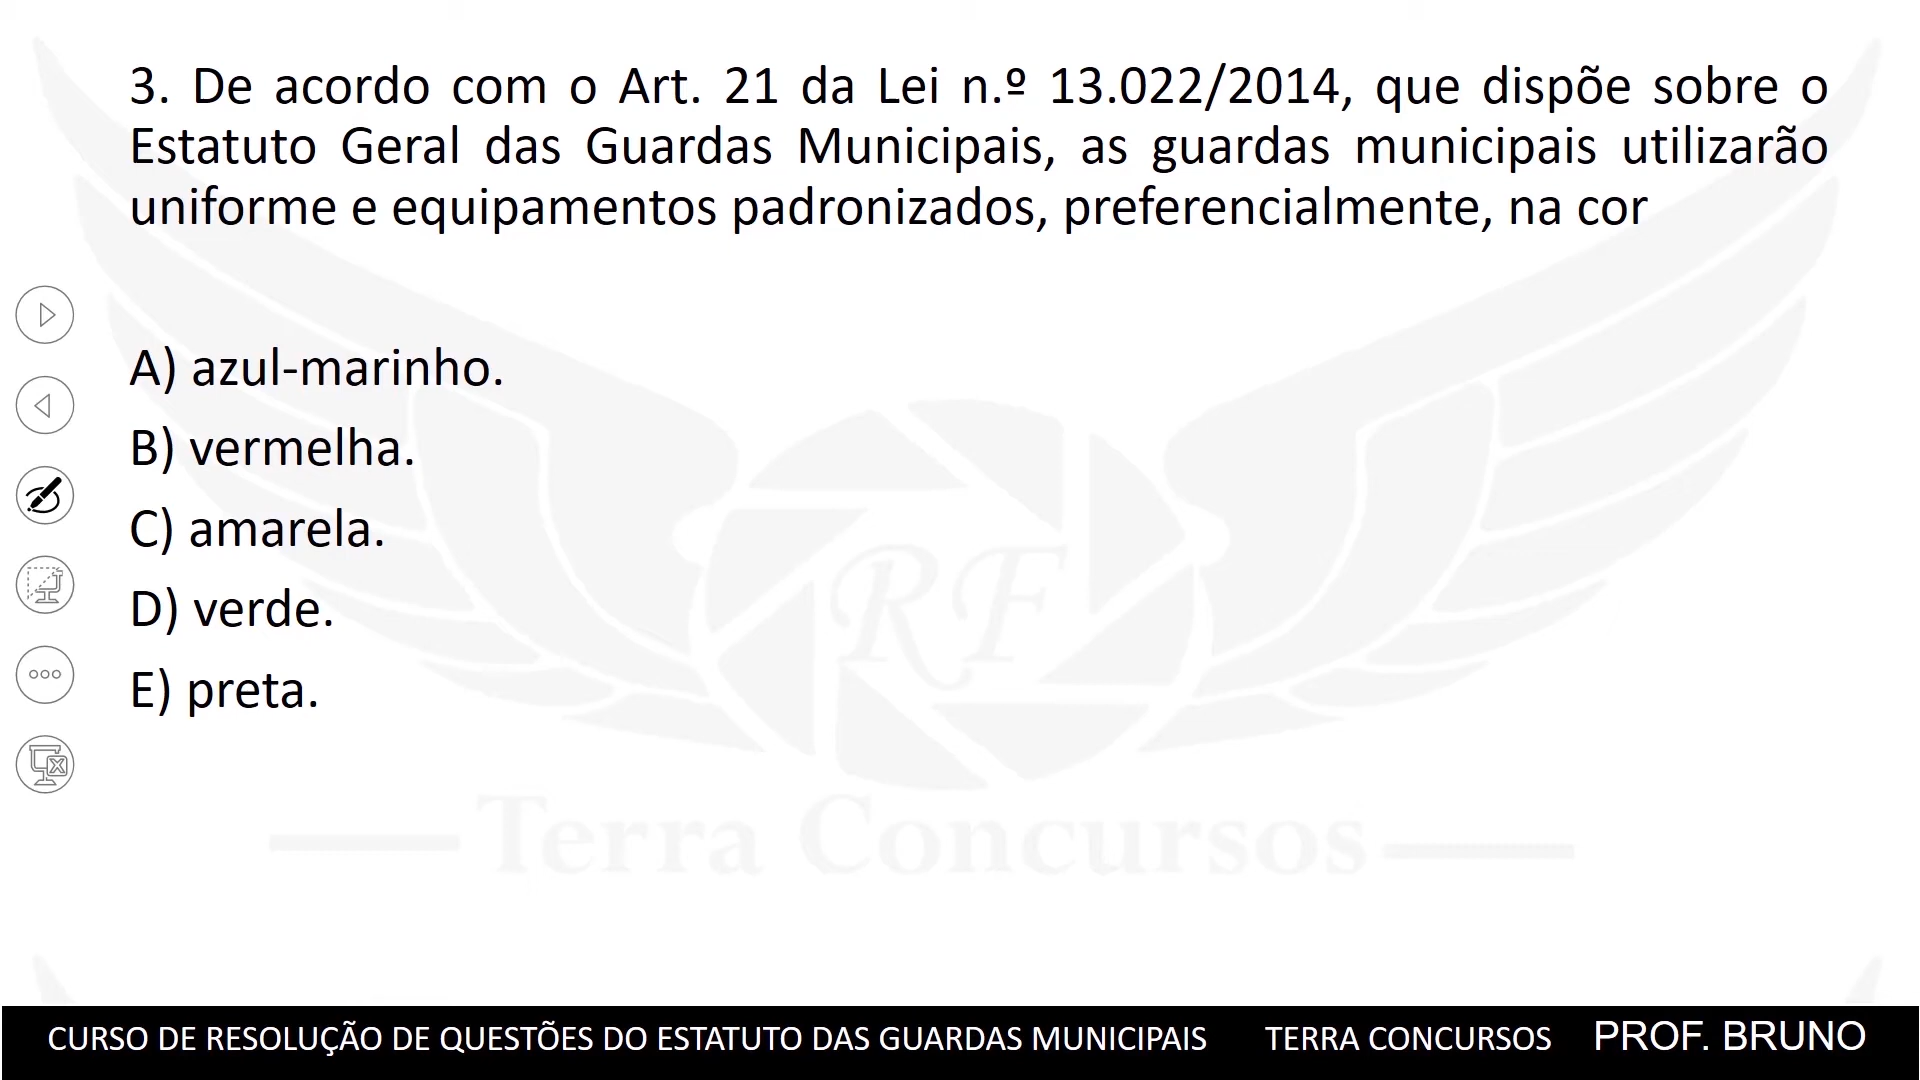 3. De acordo com o Art. 21 da Lei n.º 13.022/2014, que dispõe sobre o
Estatuto Geral das Guardas Municipais, as guardas municipais utilizarão
uniforme e equipamentos padronizados, preferencialmente, na cor
A) azul-marinho.
B) vermelha.
C) amarela.
D) verde.
E) preta.
RF
Terra Concursos
CURSO DE RESOLUÇÃO DE QUESTÕES DO ESTATUTO DAS GUARDAS MUNICIPAIS TERRA CONCURSOS PROF. BRUNO